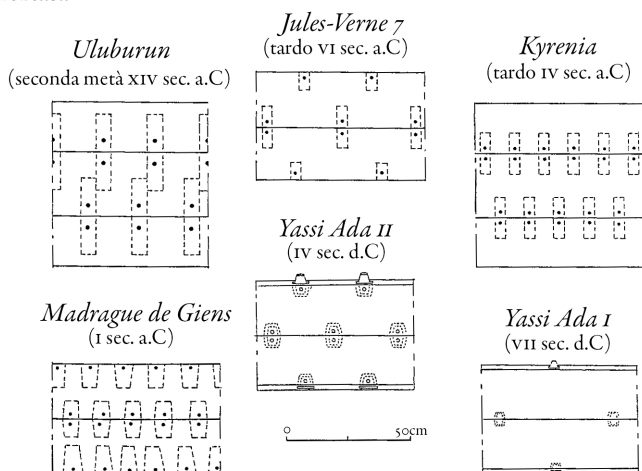 Uluburun
(seconda metà XIV sec. a.C)
Jules-Verne 7
(tardo VI sec. a.C)
Kyrenia
(tardo IV sec. a.C)
Yassi Ada II
(IV sec. d.C)
Madrague de Giens
(I sec. a.C)
Yassi Ada I
(VII sec. d.C)
0 50cm